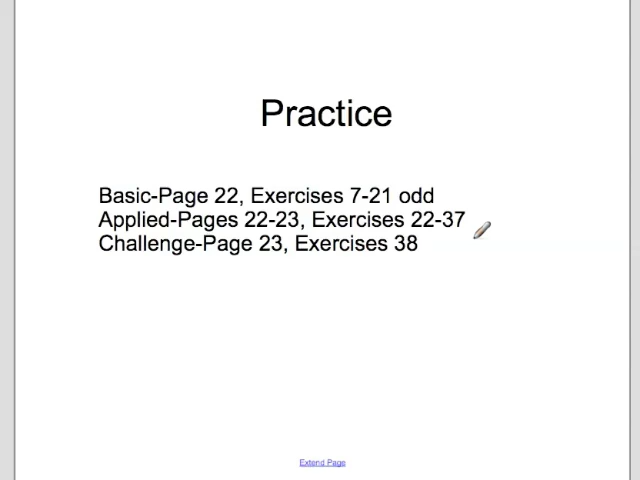 Practice
Basic-Page 22, Exercises 7-21 odd
Applied-Pages 22-23, Exercises 22-37
Challenge-Page 23, Exercises 38
Extend Page